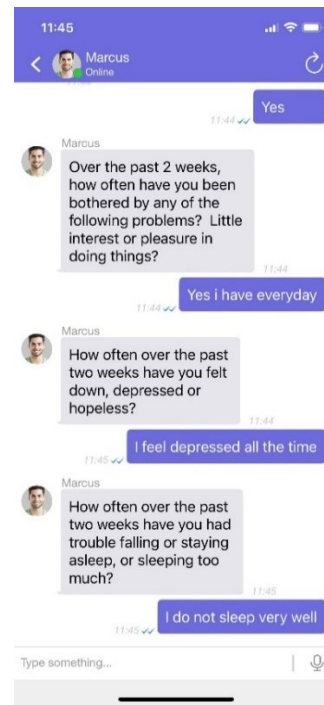 11:45
Marcus
Online
Yes
11:44
Marcus
Over the past 2 weeks,
how often have you been
bothered by any of the
following problems? Little
interest or pleasure in
doing things?
11:44
Yes i have everyday
11:44
Marcus
How often over the past
two weeks have you felt
down, depressed or
hopeless?
11:44
I feel depressed all the time
11:45
Marcus
How often over the past
two weeks have you had
trouble falling or staying
asleep, or sleeping too
much?
11:45
I do not sleep very well
11:45
Type something...